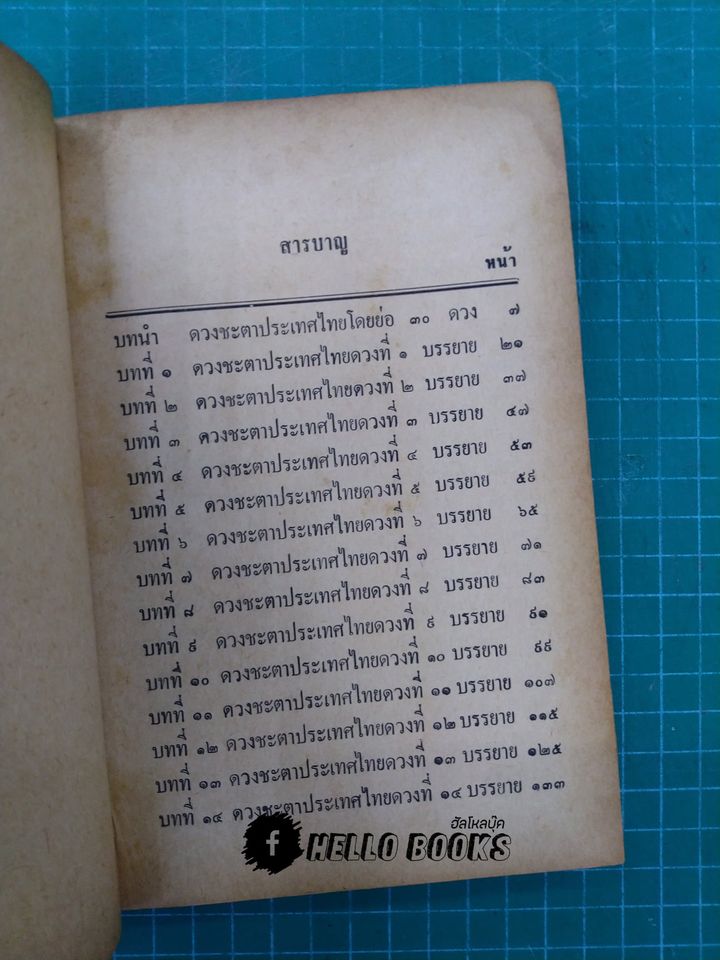 สารบาญ
หน้า
บทนำ ดวงชะตาประเทศไทยโดยย่อ ๓๐ ดวง ๗
บทที่ ๑ ดวงชะตาประเทศไทยดวงที่ ๑ บรรยาย ๒๑
บทที่ ๒ ดวงชะตาประเทศไทยดวงที่ ๒ บรรยาย ๓๗
บทที่ ๓ ดวงชะตาประเทศไทยดวงที่ ๓ บรรยาย ๔๗
บทที่ ๔ ดวงชะตาประเทศไทยดวงที่ ๔ บรรยาย ๕๓
บทที่ ๕ ดวงชะตาประเทศไทยดวงที่ ๕ บรรยาย ๕๙
บทที่ ๖ ดวงชะตาประเทศไทยดวงที่ ๖ บรรยาย ๖๕
บทที่ ๗ ดวงชะตาประเทศไทยดวงที่ ๗ บรรยาย ๗๑
บทที่ ๘ ดวงชะตาประเทศไทยดวงที่ ๘ บรรยาย ๘๓
บทที่ ๙ ดวงชะตาประเทศไทยดวงที่ ๙ บรรยาย ๙๑
บทที่ ๑๐ ดวงชะตาประเทศไทยดวงที่ ๑๐ บรรยาย ๙๙
บทที่ ๑๑ ดวงชะตาประเทศไทยดวงที่ ๑๑ บรรยาย ๑๐๗
บทที่ ๑๒ ดวงชะตาประเทศไทยดวงที่ ๑๒ บรรยาย ๑๑๕
บทที่ ๑๓ ดวงชะตาประเทศไทยดวงที่ ๑๓ บรรยาย ๑๒๕
บทที่ ๑๔ ดวงชะตาประเทศไทยดวงที่ ๑๔ บรรยาย ๑๓๓
ฮัลโหลบุ๊ค
f HELLO BOOKS